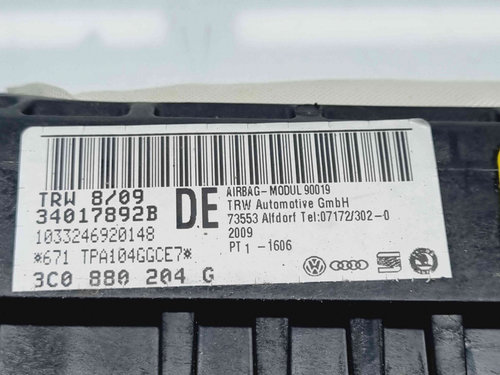 TRW 8/09
34017892B
1033246920148
*671 TPA104GGCE7*
3C0 880 204 G
DE
AIRBAG-MODUL 90019
TRW Automotive GmbH
73553 Alfdorf Tel:07172/302-0
2009
PT1 -1606